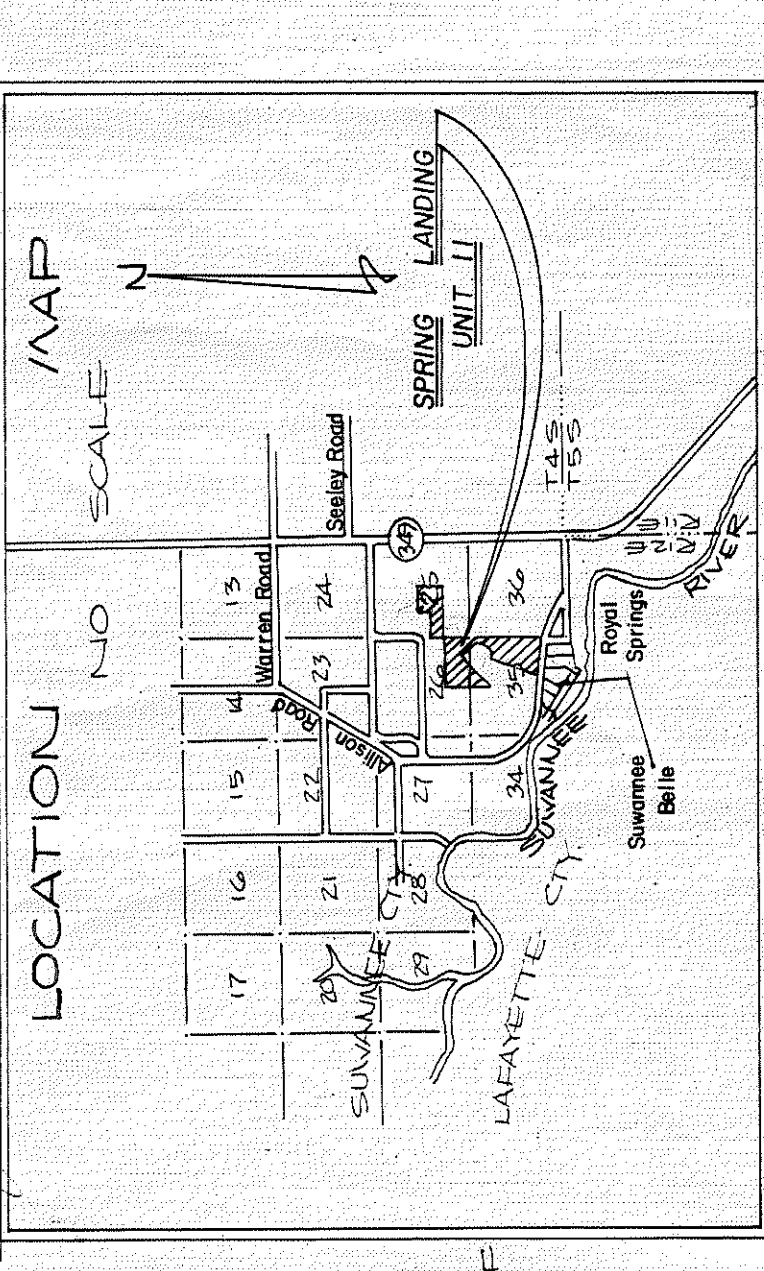 LOCATION MAP
NO SCALE
N
SPRING LANDING
UNIT 11
17
16
15
14
13
Warren Road
20
21
22
23
24
Seeley Road
Allison Road
SUWANNEE CTY.
29
28
27
26
25
349
34
35
36
T4S
T5S
LAFAYETTE CTY.
SUWANNEE RIVER
Royal
Springs
Suwannee
Belle